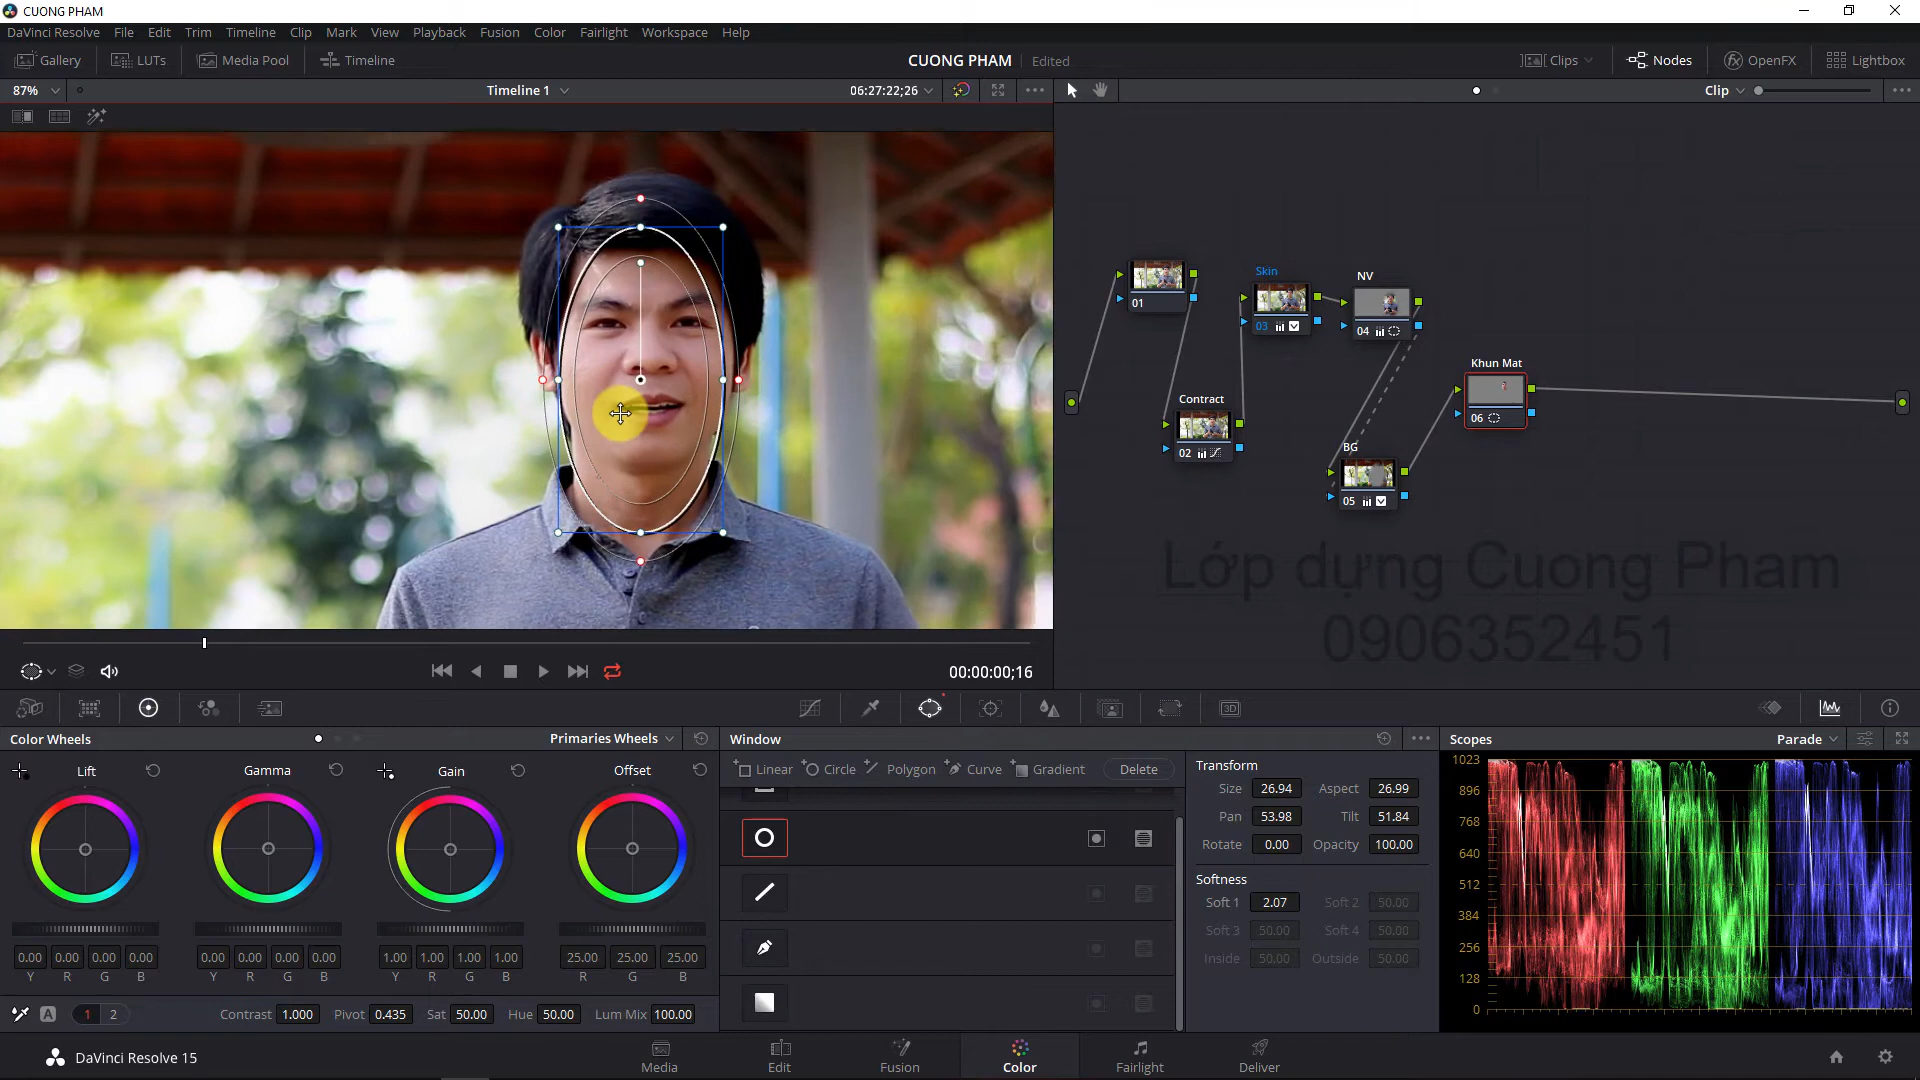 CUONG PHAM
DaVinci Resolve File Edit Trim Timeline Clip Mark View Playback Fusion Color Fairlight Workspace Help
Gallery LUTs Media Pool Timeline CUONG PHAM Edited Clips Nodes OpenFX Lightbox
87% Timeline 1 06:27:22;26 Clip
Skin NV
01 03 04
Khun Mat
Contract 06
02 BG
05
Lớp dựng Cuong Pham
0906352451
00:00:00;16
3D
Color Wheels Primaries Wheels Window Scopes Parade
Lift Gamma Gain Offset
Linear Circle Polygon Curve Gradient Delete
Transform
Size 26.94 Aspect 26.99
Pan 53.98 Tilt 51.84
Rotate 0.00 Opacity 100.00
Softness
Soft 1 2.07 Soft 2 50.00
Soft 3 50.00 Soft 4 50.00
Inside 50.00 Outside 50.00
1023
896
768
640
512
384
256
128
0
0.00 0.00 0.00 0.00 0.00 0.00 0.00 0.00 1.00 1.00 1.00 1.00 25.00 25.00 25.00
Y R G B Y R G B Y R G B R G B
A 1 2 Contrast 1.000 Pivot 0.435 Sat 50.00 Hue 50.00 Lum Mix 100.00
DaVinci Resolve 15 Media Edit Fusion Color Fairlight Deliver